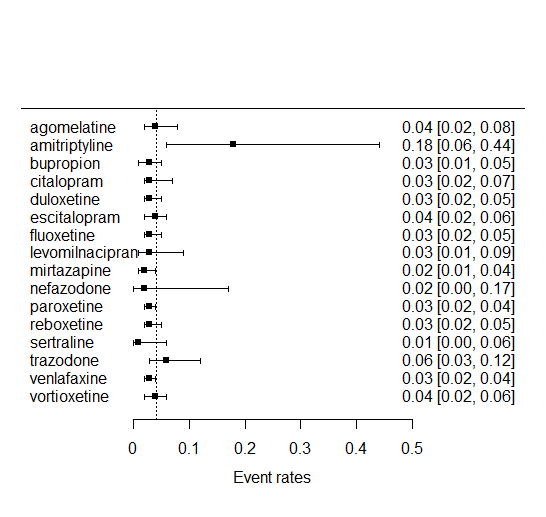 agomelatine 0.04 [0.02, 0.08]
amitriptyline 0.18 [0.06, 0.44]
bupropion 0.03 [0.01, 0.05]
citalopram 0.03 [0.02, 0.07]
duloxetine 0.03 [0.02, 0.05]
escitalopram 0.04 [0.02, 0.06]
fluoxetine 0.03 [0.02, 0.05]
levomilnacipran 0.03 [0.01, 0.09]
mirtazapine 0.02 [0.01, 0.04]
nefazodone 0.02 [0.00, 0.17]
paroxetine 0.03 [0.02, 0.04]
reboxetine 0.03 [0.02, 0.05]
sertraline 0.01 [0.00, 0.06]
trazodone 0.06 [0.03, 0.12]
venlafaxine 0.03 [0.02, 0.04]
vortioxetine 0.04 [0.02, 0.06]
0 0.1 0.2 0.3 0.4 0.5
Event rates